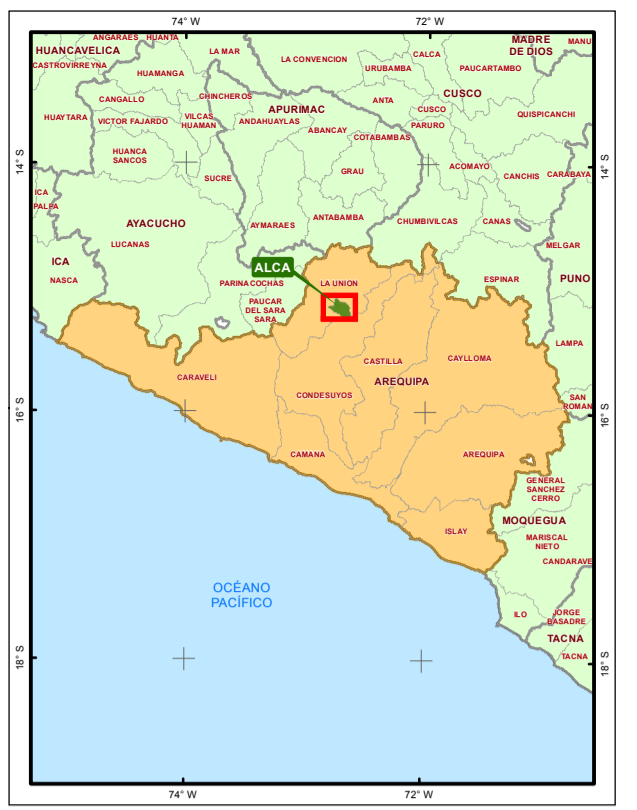 74° W
72° W
ANGARAES
HUANTA
HUANCAVELICA
LA MAR
LA CONVENCION
CALCA
MADRE
DE DIOS
MANU
CASTROVIRREYNA
HUAMANGA
URUBAMBA
PAUCARTAMBO
CANGALLO
CHINCHEROS
ANTA
CUSCO
HUAYTARA
VICTOR FAJARDO
VILCAS
HUAMAN
APURIMAC
ANDAHUAYLAS
ABANCAY
COTABAMBAS
CUSCO
PARURO
QUISPICANCHI
14° S
HUANCA
SANCOS
SUCRE
GRAU
ACOMAYO
CANCHIS
CARABAYA
14° S
ICA
PALPA
AYACUCHO
LUCANAS
AYMARAES
ANTABAMBA
CHUMBIVILCAS
CANAS
MELGAR
ICA
NASCA
ALCA
PARINACOCHAS
LA UNION
ESPINAR
PUNO
PAUCAR
DEL SARA
SARA
LAMPA
CASTILLA
CAYLLOMA
CARAVELI
AREQUIPA
CONDESUYOS
SAN
ROMAN
16° S
16° S
CAMANA
AREQUIPA
GENERAL
SANCHEZ
CERRO
MOQUEGUA
ISLAY
MARISCAL
NIETO
CANDARAVE
OCÉANO
PACÍFICO
ILO
JORGE
BASADRE
TACNA
TACNA
18° S
18° S
74° W
72° W